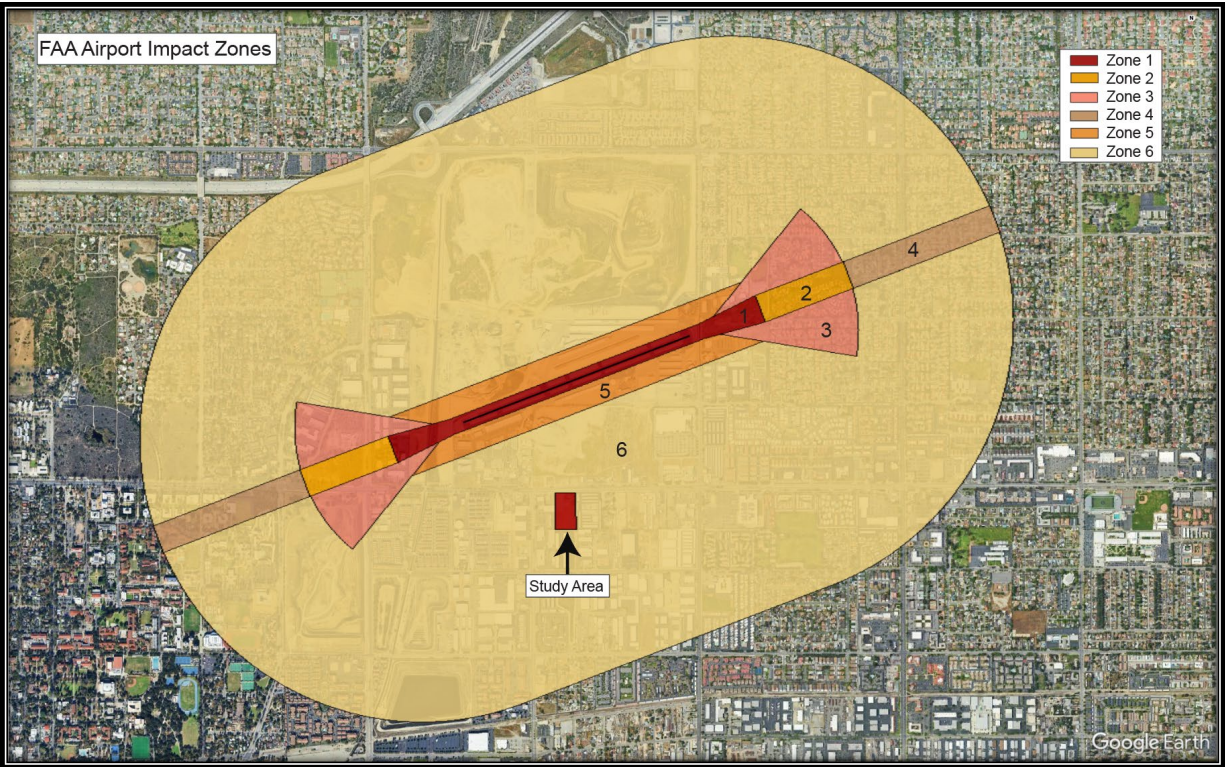 FAA Airport Impact Zones
N
Zone 1
Zone 2
Zone 3
Zone 4
Zone 5
Zone 6
4
2
1
3
5
6
Study Area
Google Earth